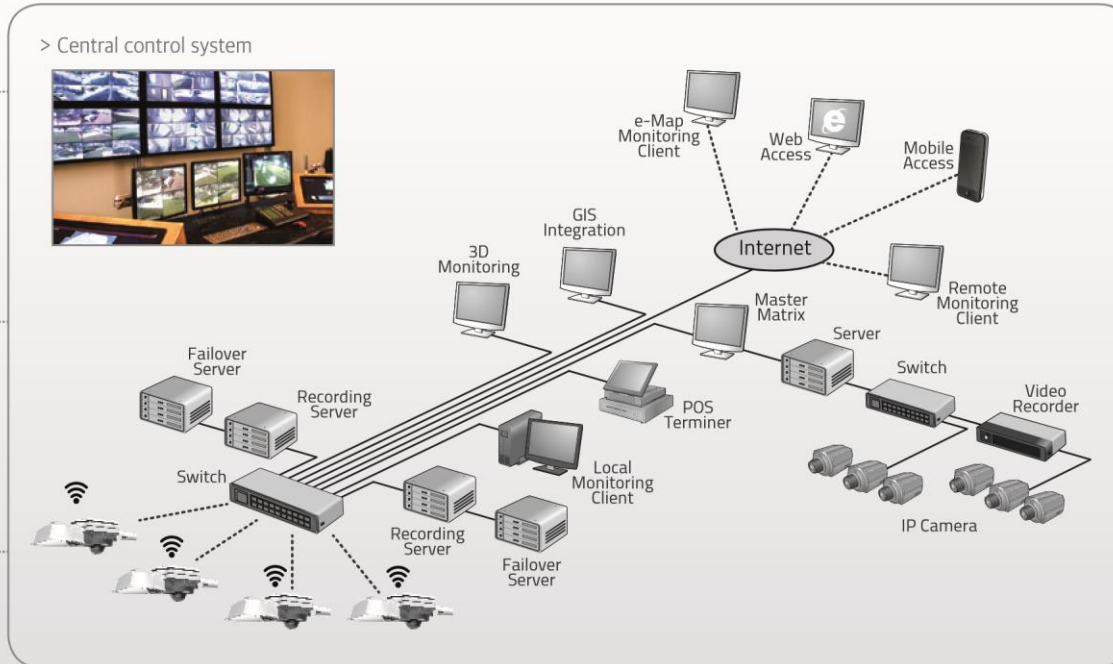 > Central control system
e-Map
Monitoring
Client
Web
Access
Mobile
Access
GIS
Integration
Internet
3D
Monitoring
Remote
Monitoring
Client
Master
Matrix
Server
Switch
Video
Recorder
Failover
Server
Recording
Server
POS
Terminer
Switch
Local
Monitoring
Client
IP Camera
Recording
Server
Failover
Server